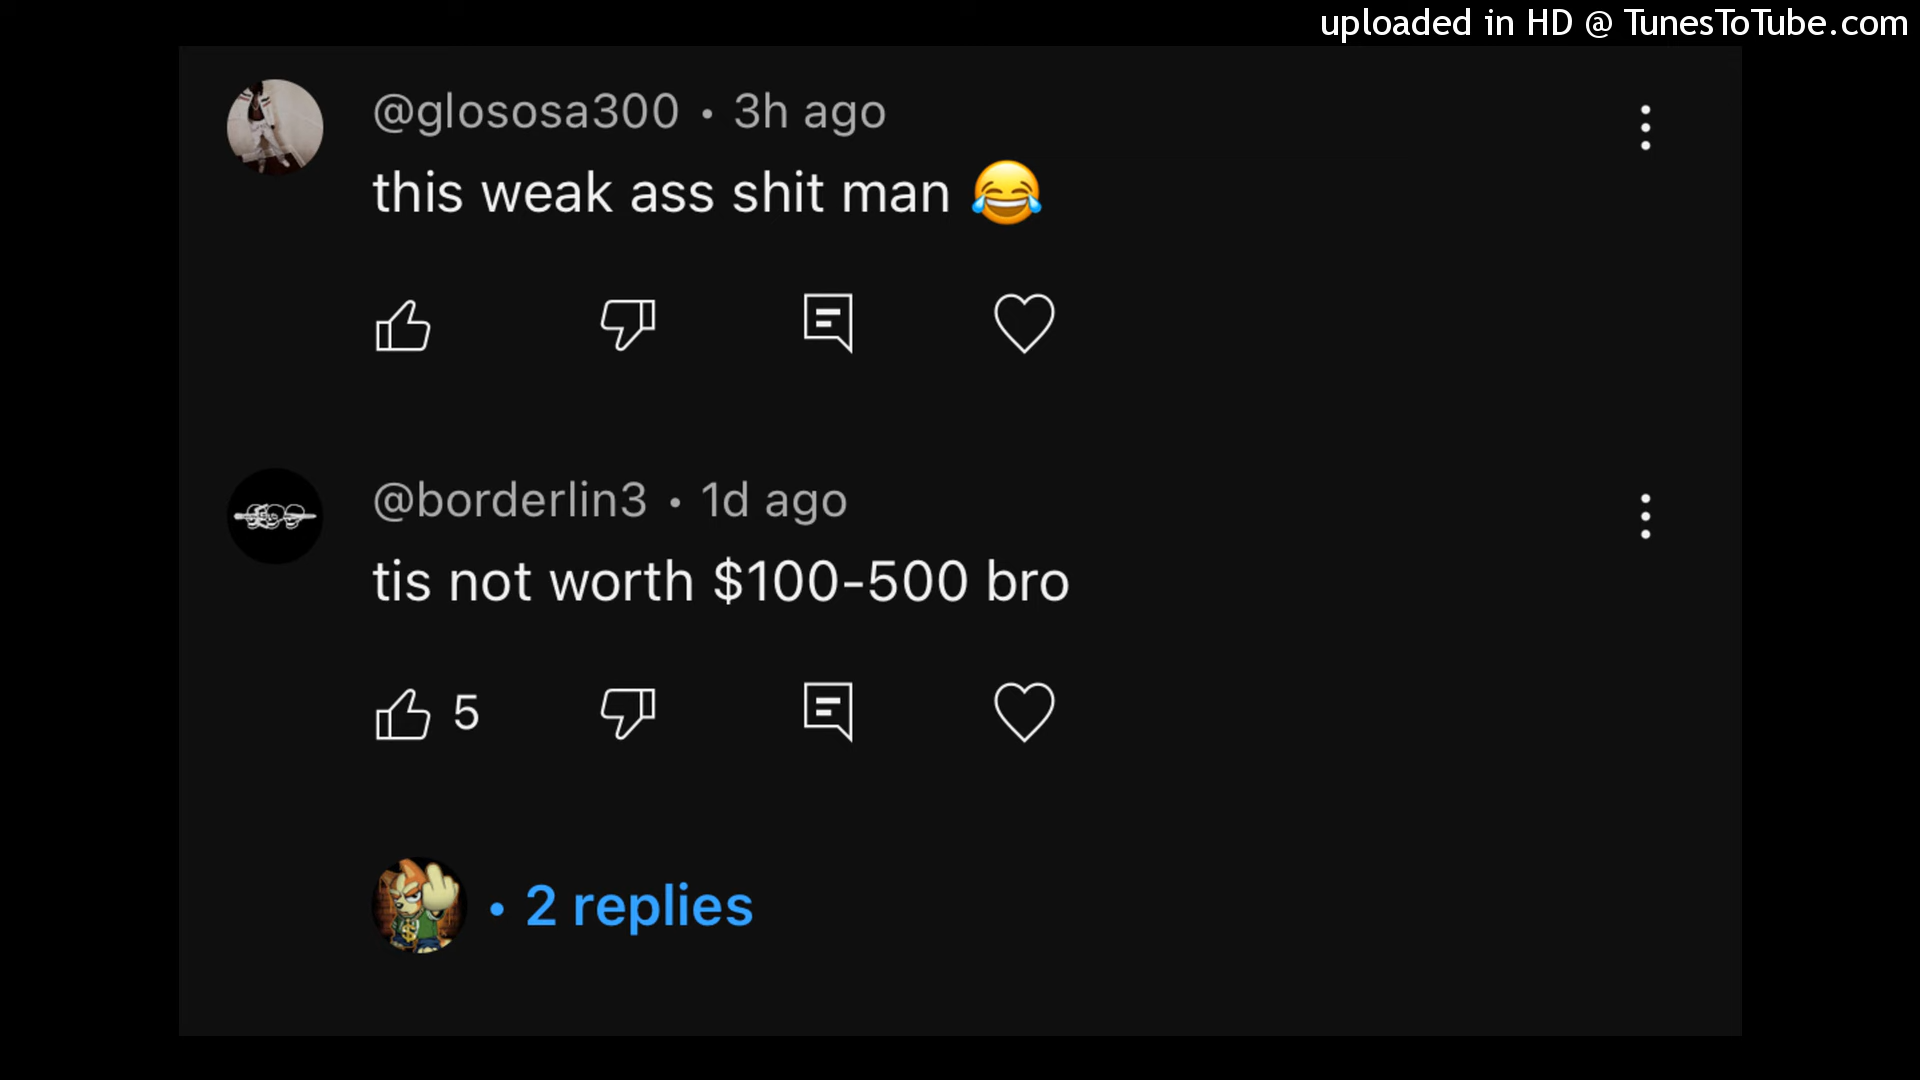 uploaded in HD @ TunesToTube.com
@glososa300 • 3h ago
this weak ass shit man 😂
@borderlin3 • 1d ago
tis not worth $100-500 bro
5
• 2 replies